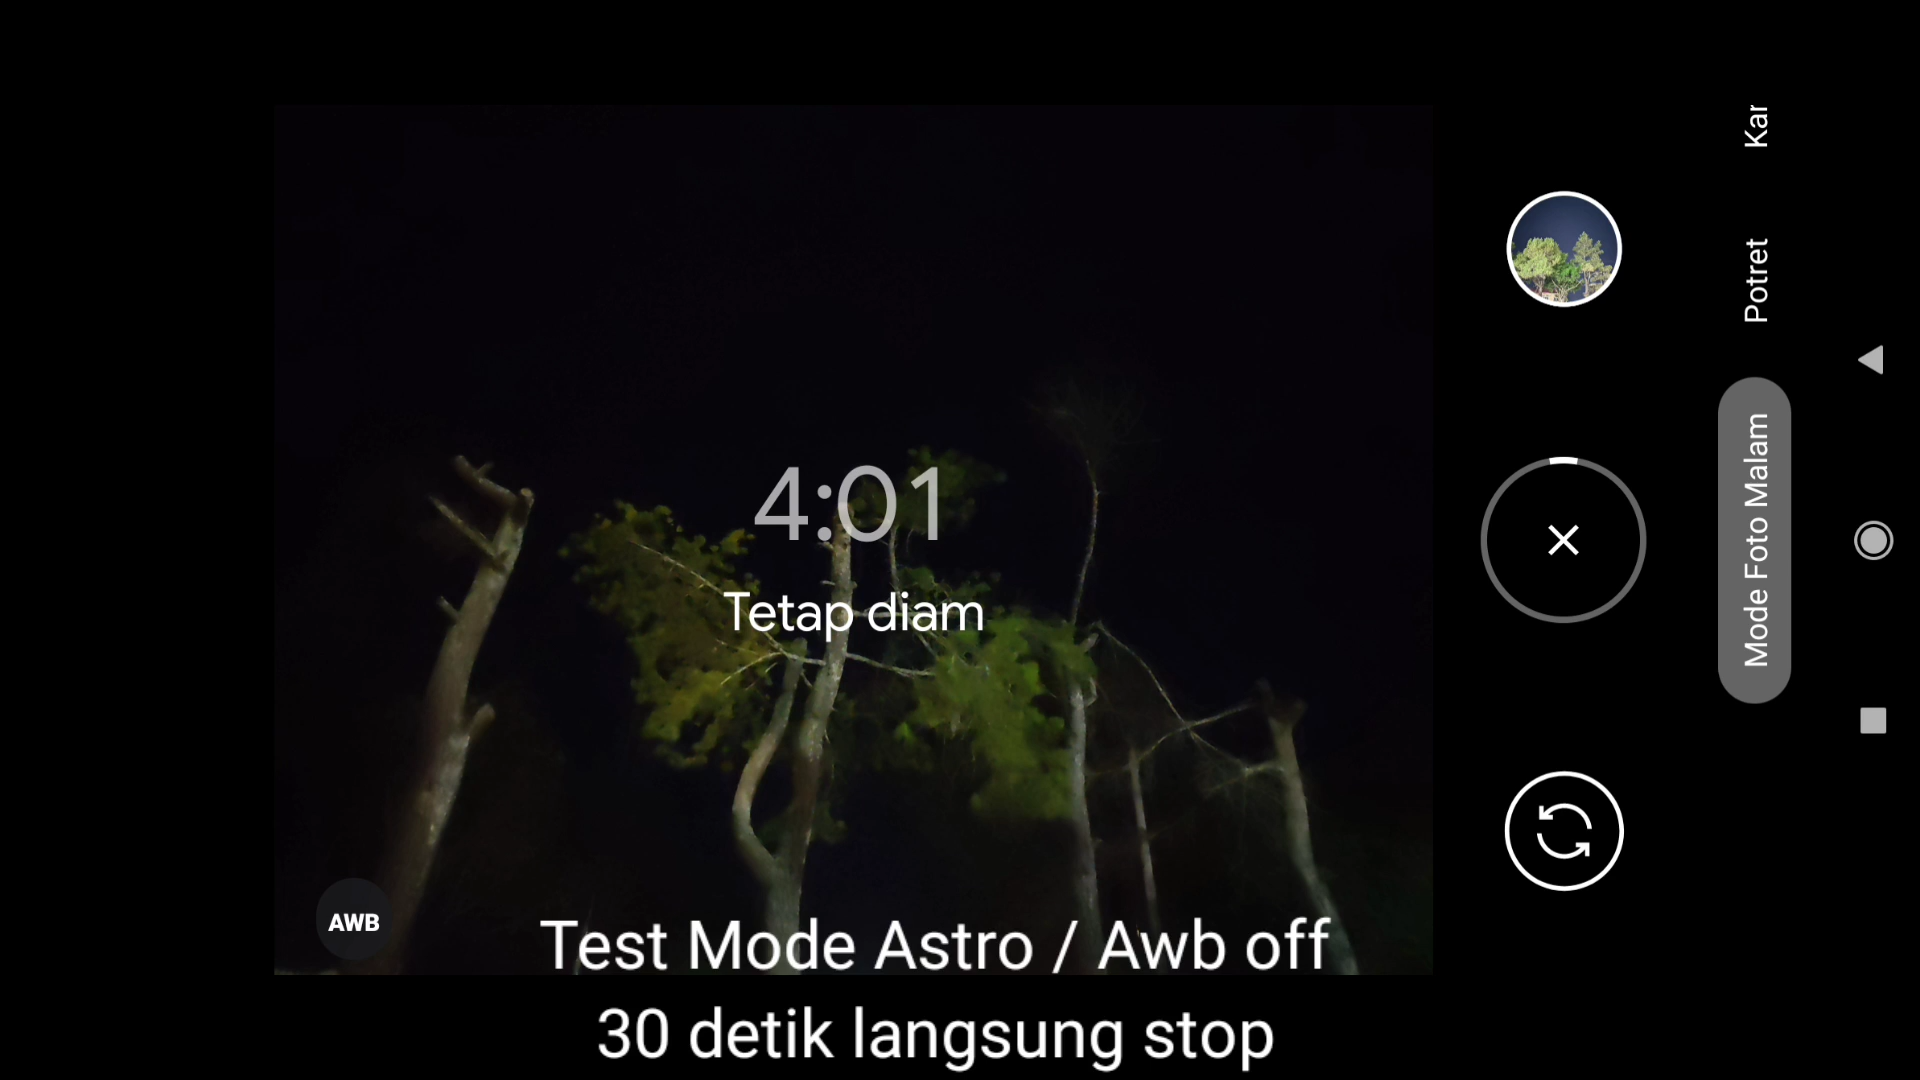 Kar
Potret
Mode Foto Malam
4:01
Tetap diam
AWB
Test Mode Astro / Awb off
30 detik langsung stop